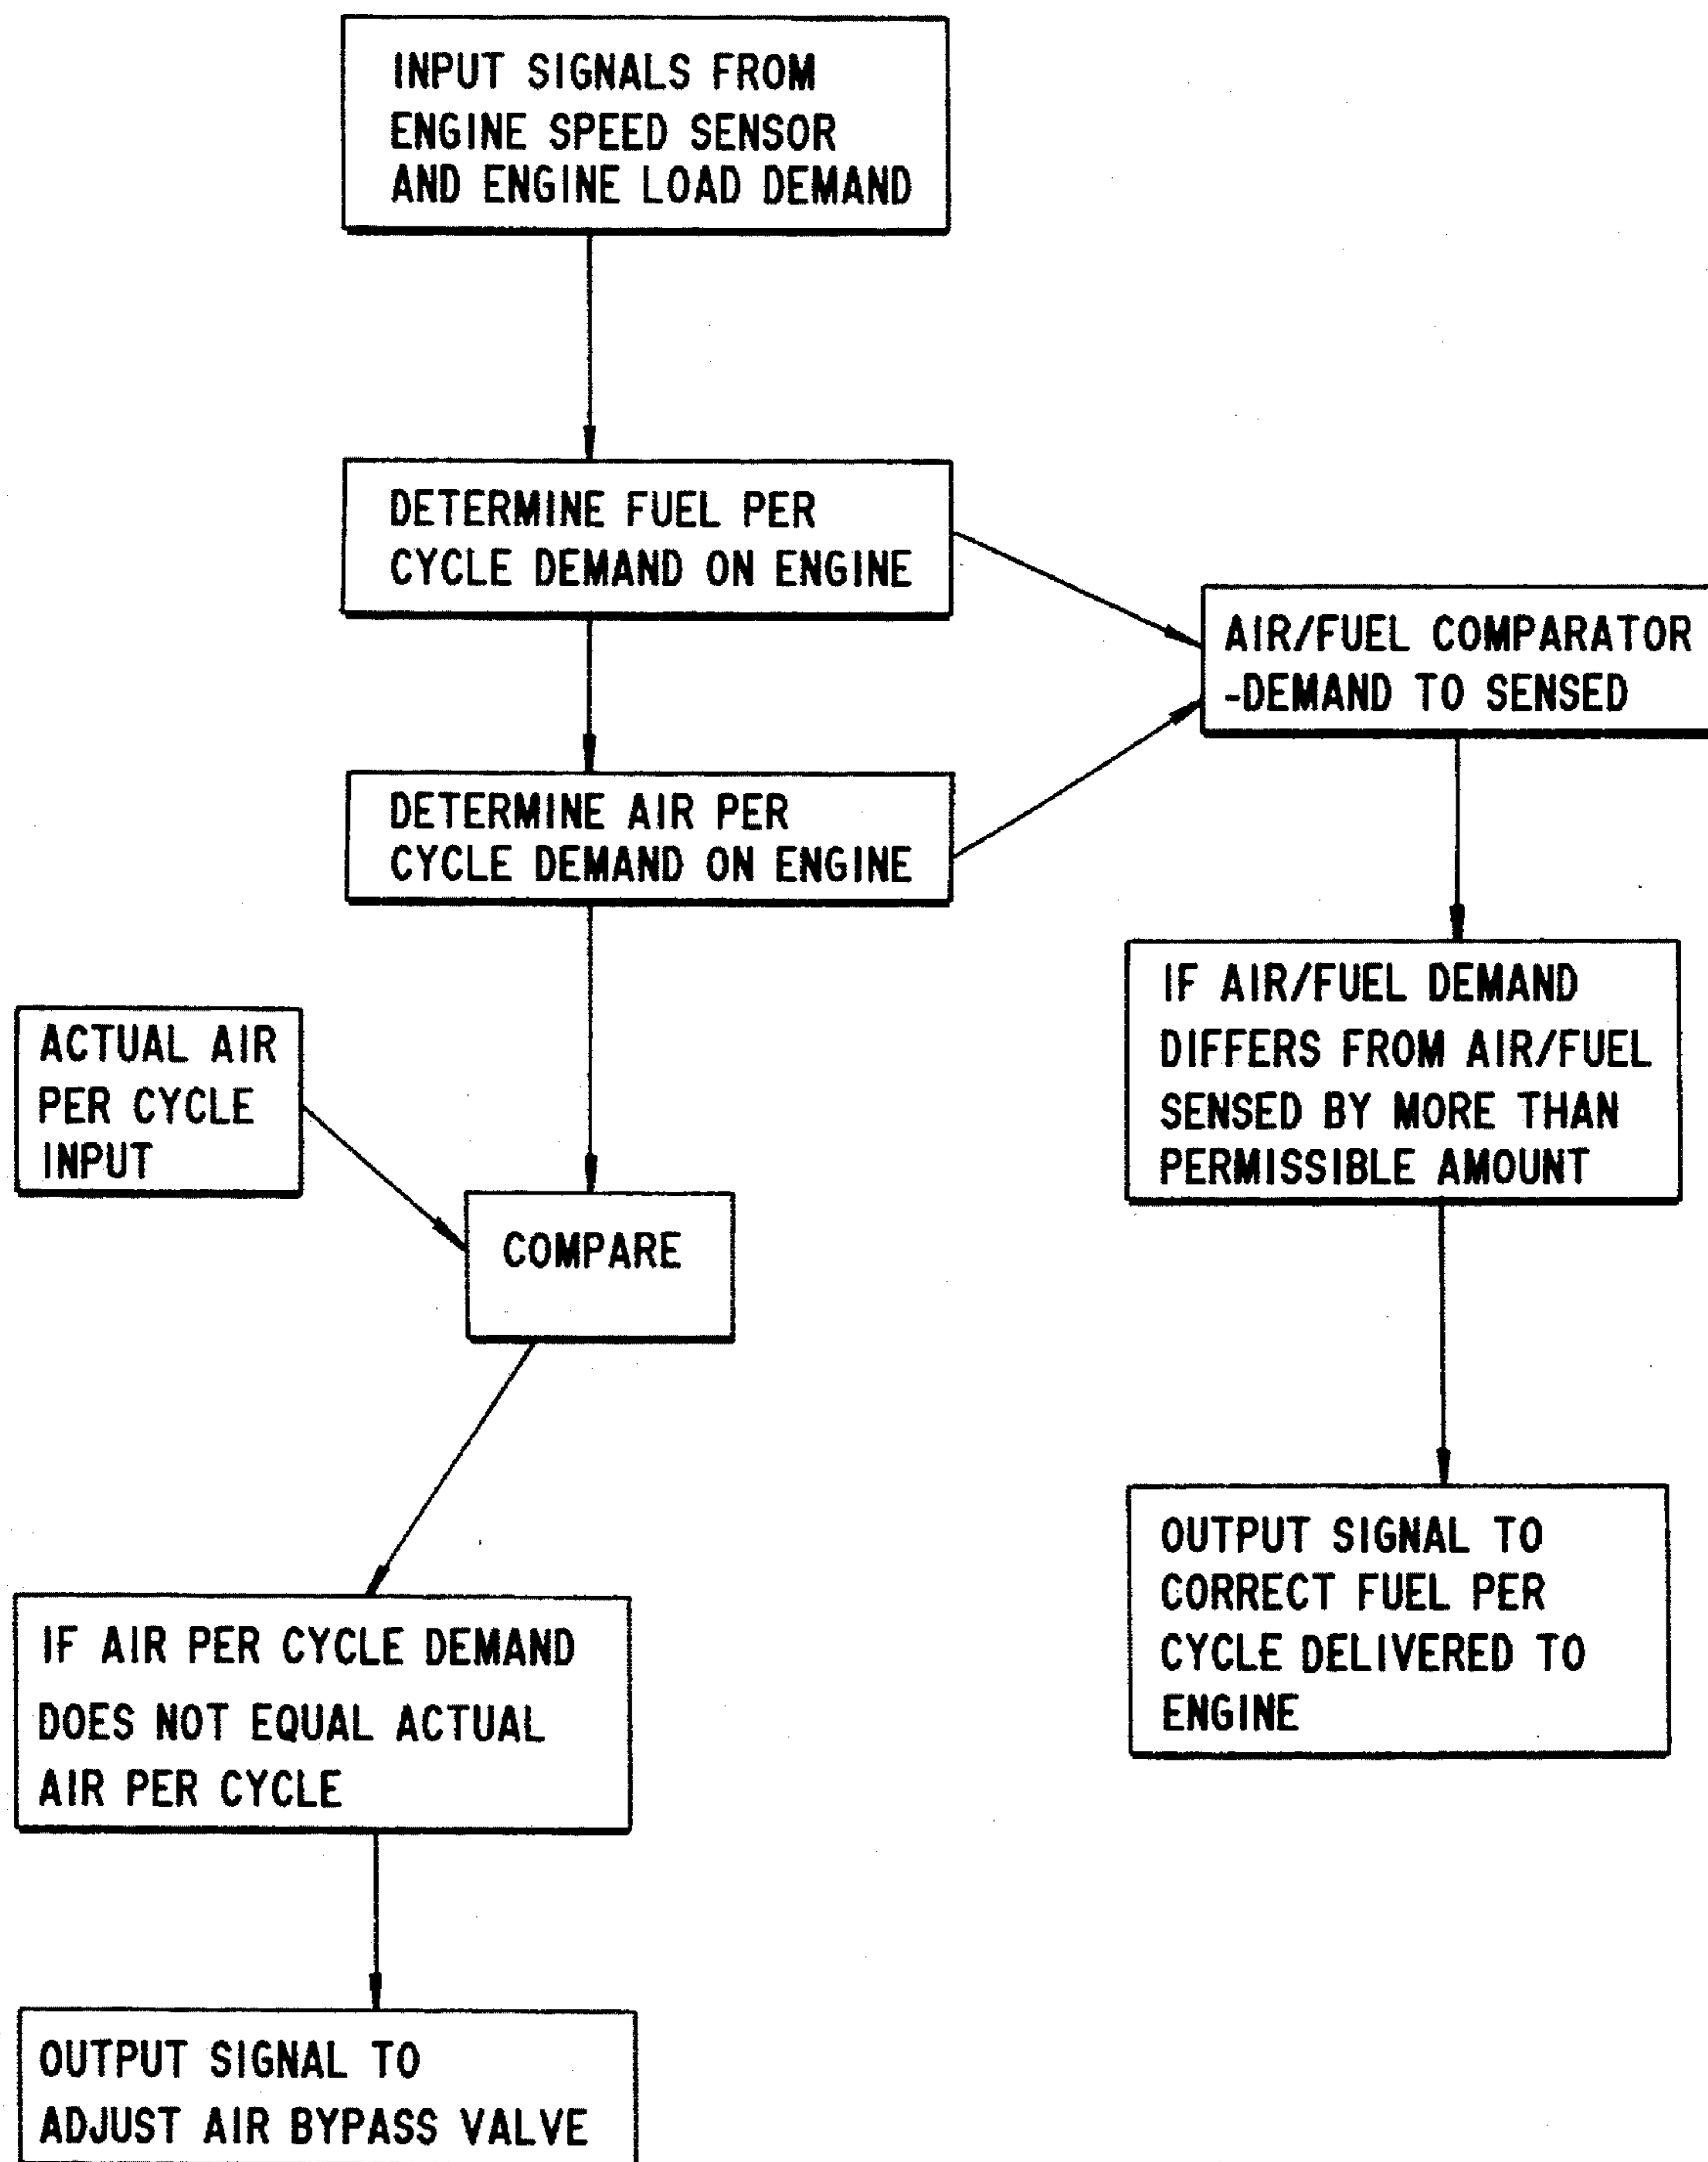 INPUT SIGNALS FROM
ENGINE SPEED SENSOR
AND ENGINE LOAD DEMAND
DETERMINE FUEL PER
CYCLE DEMAND ON ENGINE
AIR/FUEL COMPARATOR
-DEMAND TO SENSED
DETERMINE AIR PER
CYCLE DEMAND ON ENGINE
IF AIR/FUEL DEMAND
DIFFERS FROM AIR/FUEL
SENSED BY MORE THAN
PERMISSIBLE AMOUNT
ACTUAL AIR
PER CYCLE
INPUT
COMPARE
OUTPUT SIGNAL TO
CORRECT FUEL PER
CYCLE DELIVERED TO
ENGINE
IF AIR PER CYCLE DEMAND
DOES NOT EQUAL ACTUAL
AIR PER CYCLE
OUTPUT SIGNAL TO
ADJUST AIR BYPASS VALVE